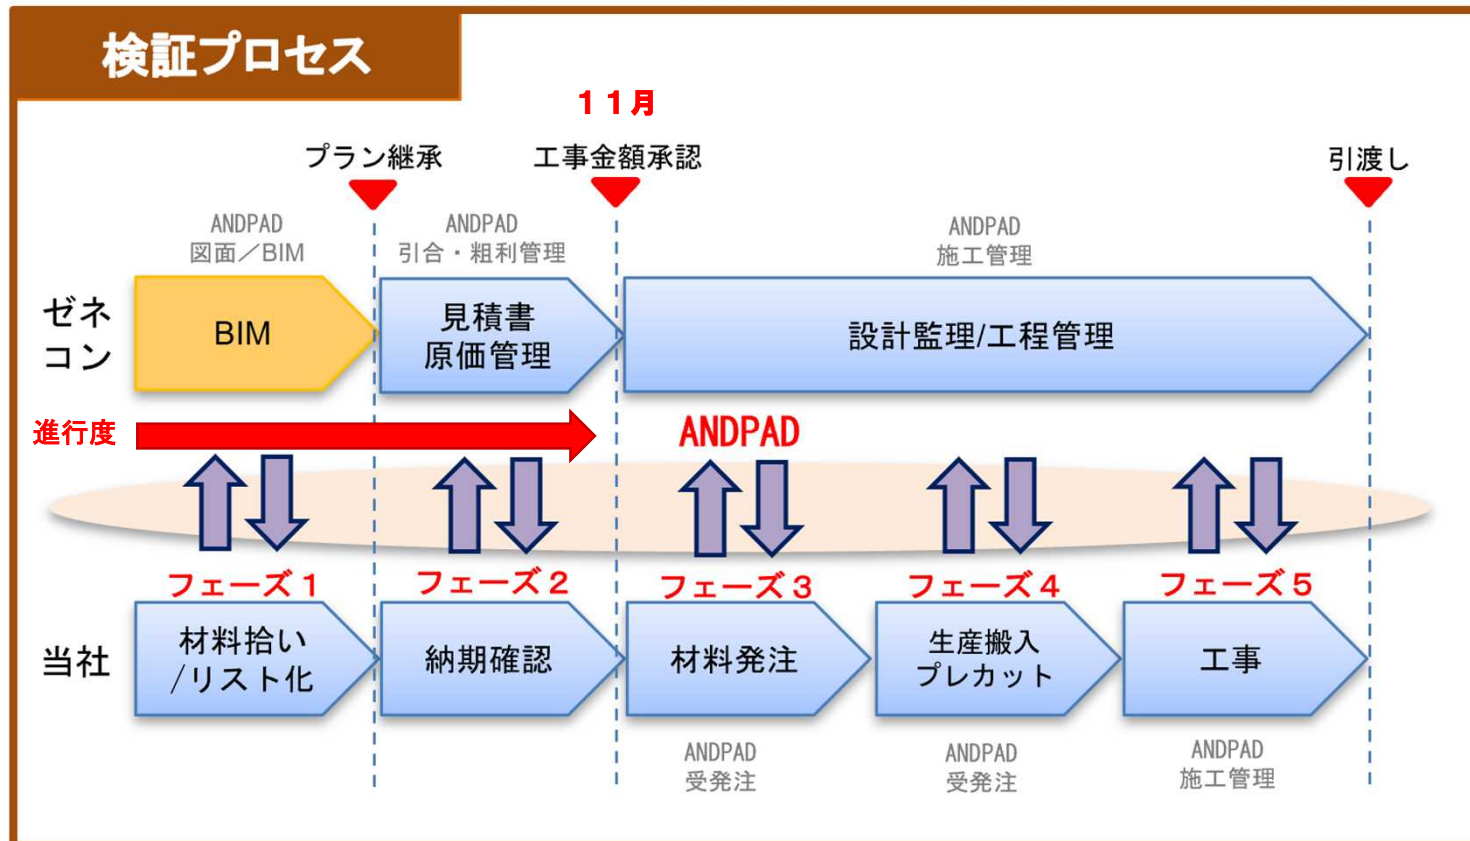 検証プロセス
11月
プラン継承
工事金額承認
引渡し
ANDPAD
図面／BIM
ANDPAD
引合・粗利管理
ANDPAD
施工管理
ゼネ
コン
BIM
見積書
原価管理
設計監理/工程管理
進行度
ANDPAD
フェーズ1
フェーズ2
フェーズ3
フェーズ4
フェーズ5
当社
材料拾い
/リスト化
納期確認
材料発注
生産搬入
プレカット
工事
ANDPAD
受発注
ANDPAD
受発注
ANDPAD
施工管理